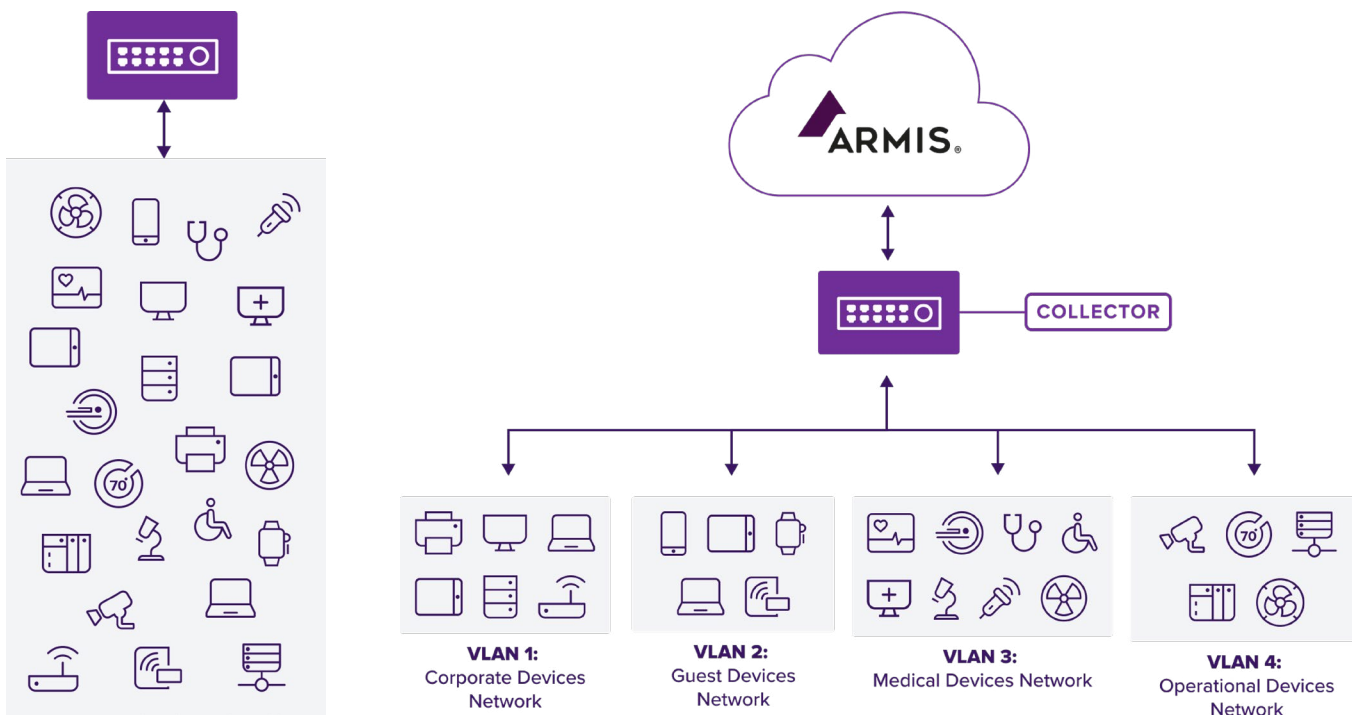 ARMIS®
COLLECTOR
70°
70°
70°
VLAN 1:
Corporate Devices
Network
VLAN 2:
Guest Devices
Network
VLAN 3:
Medical Devices Network
VLAN 4:
Operational Devices
Network